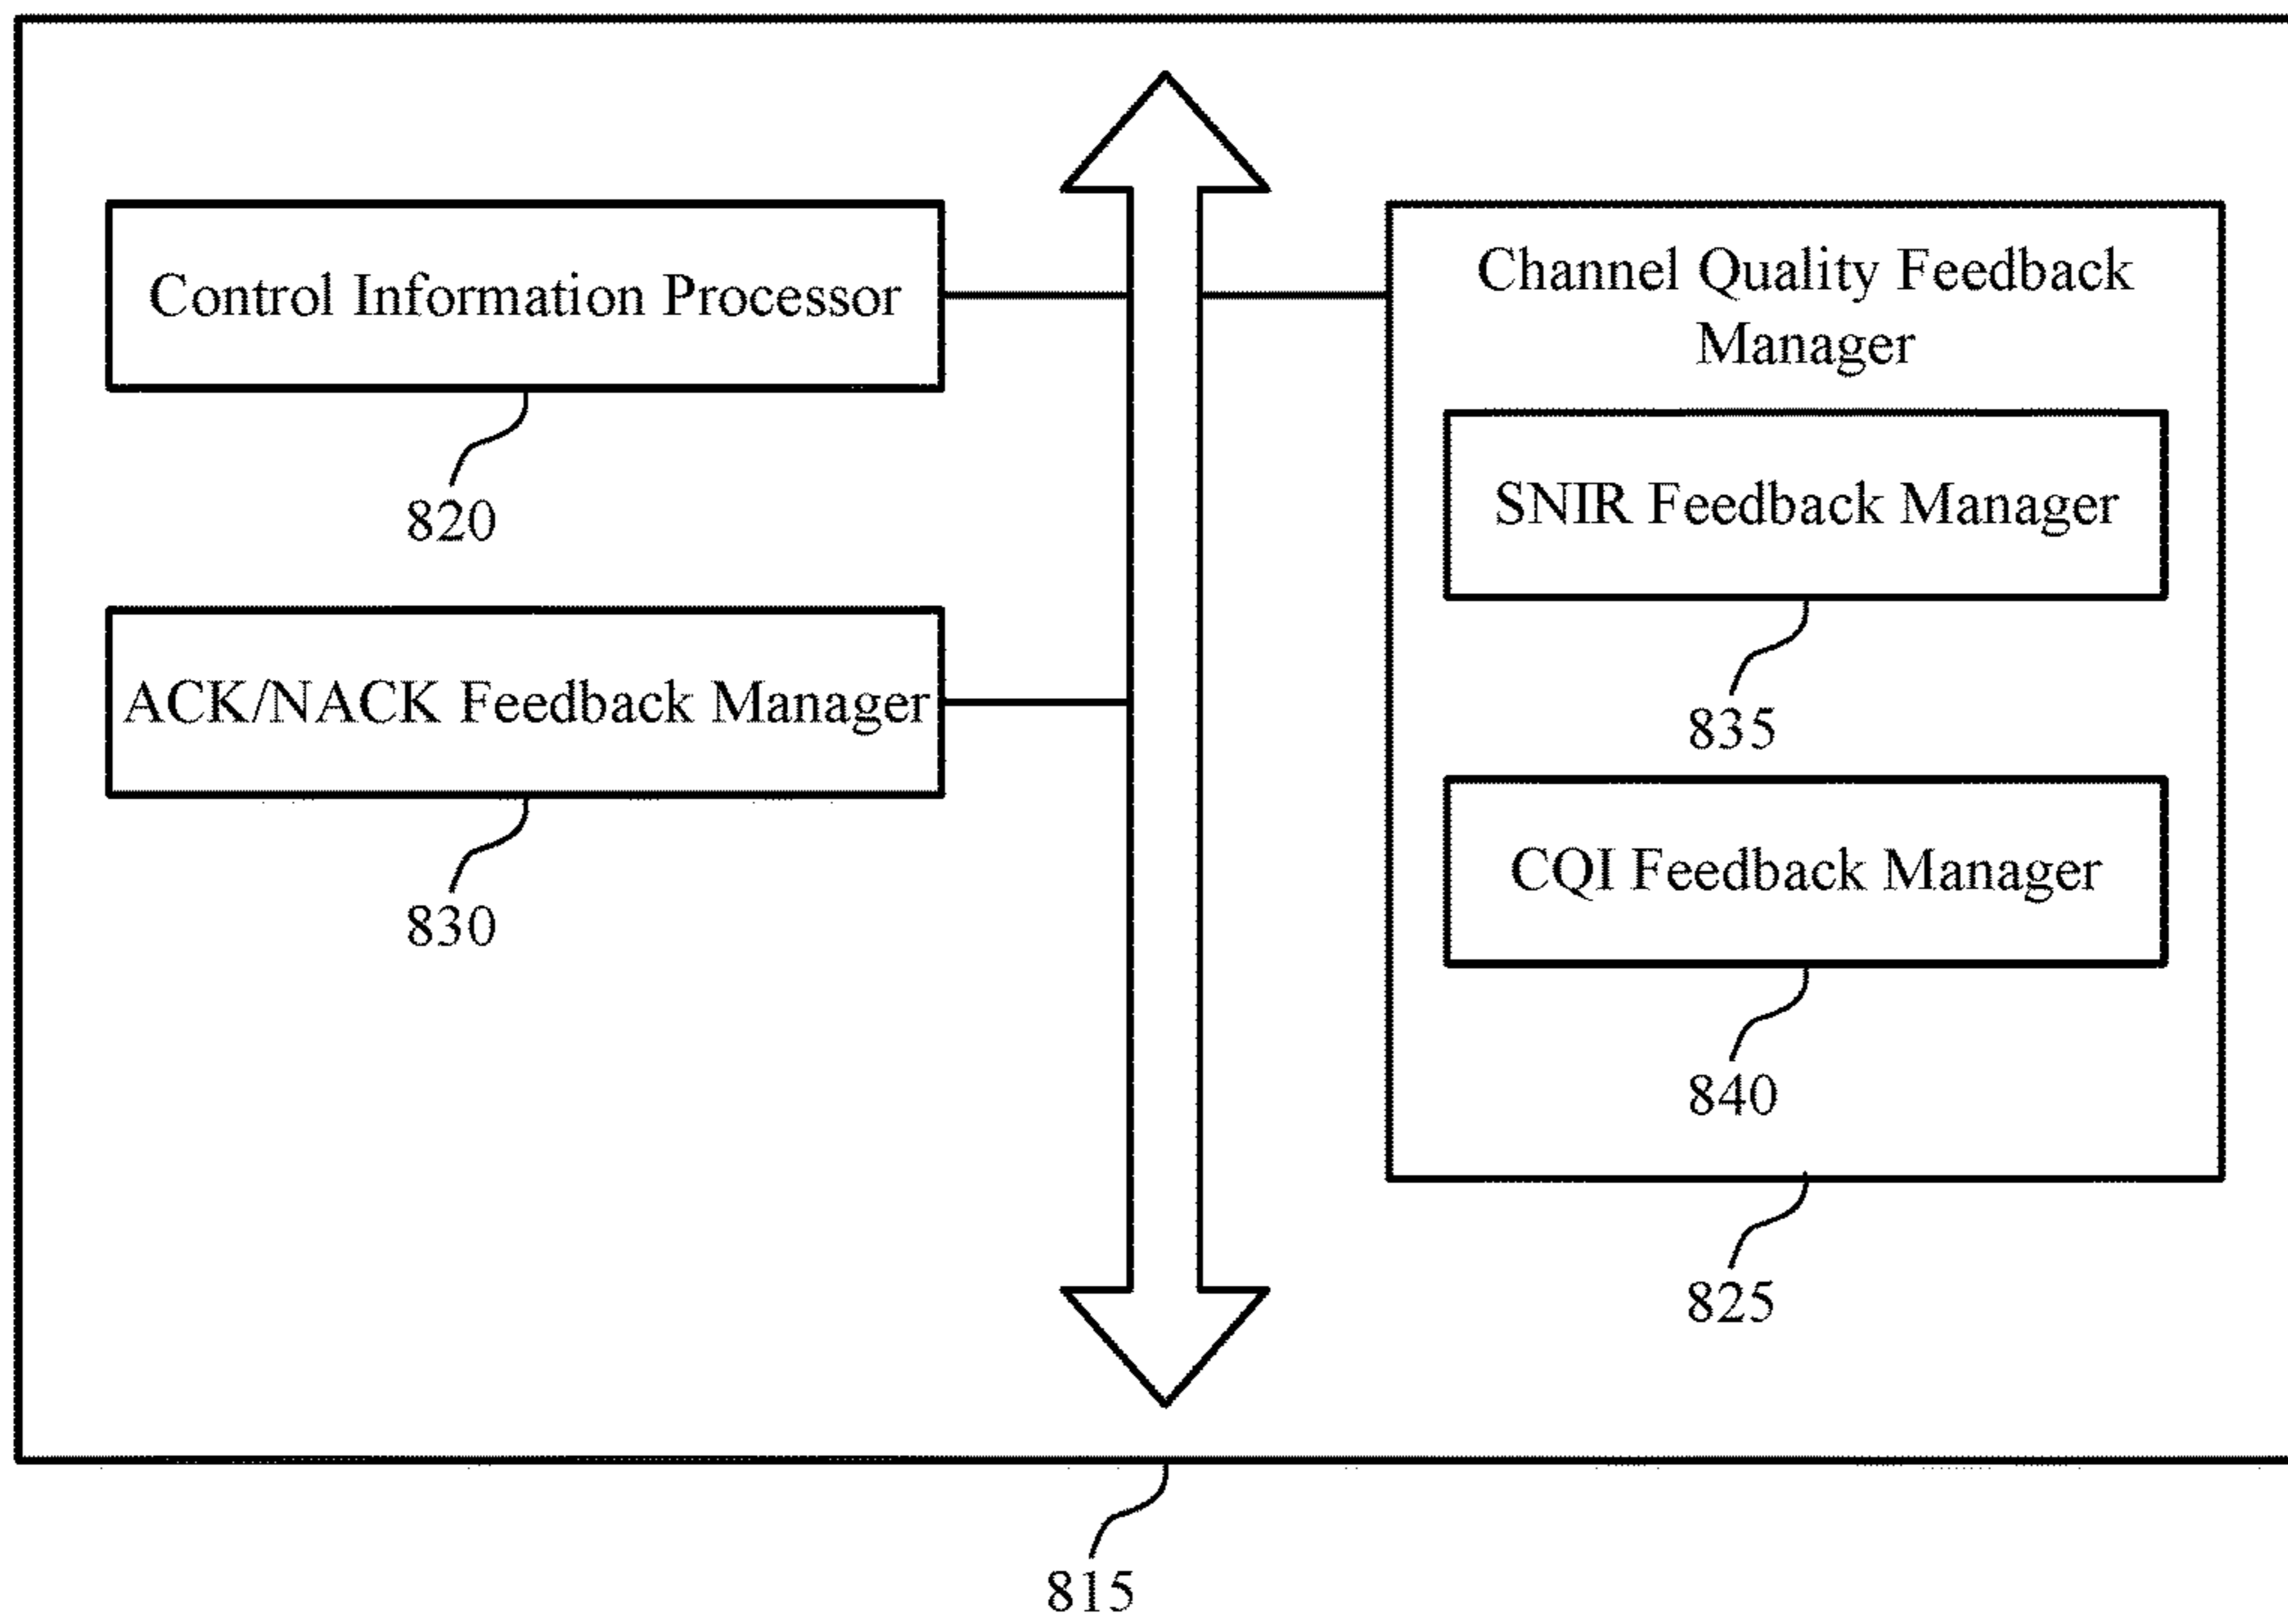 Control Information Processor
820
ACK/NACK Feedback Manager
830
Channel Quality Feedback
Manager
SNIR Feedback Manager
835
CQI Feedback Manager
840
825
815